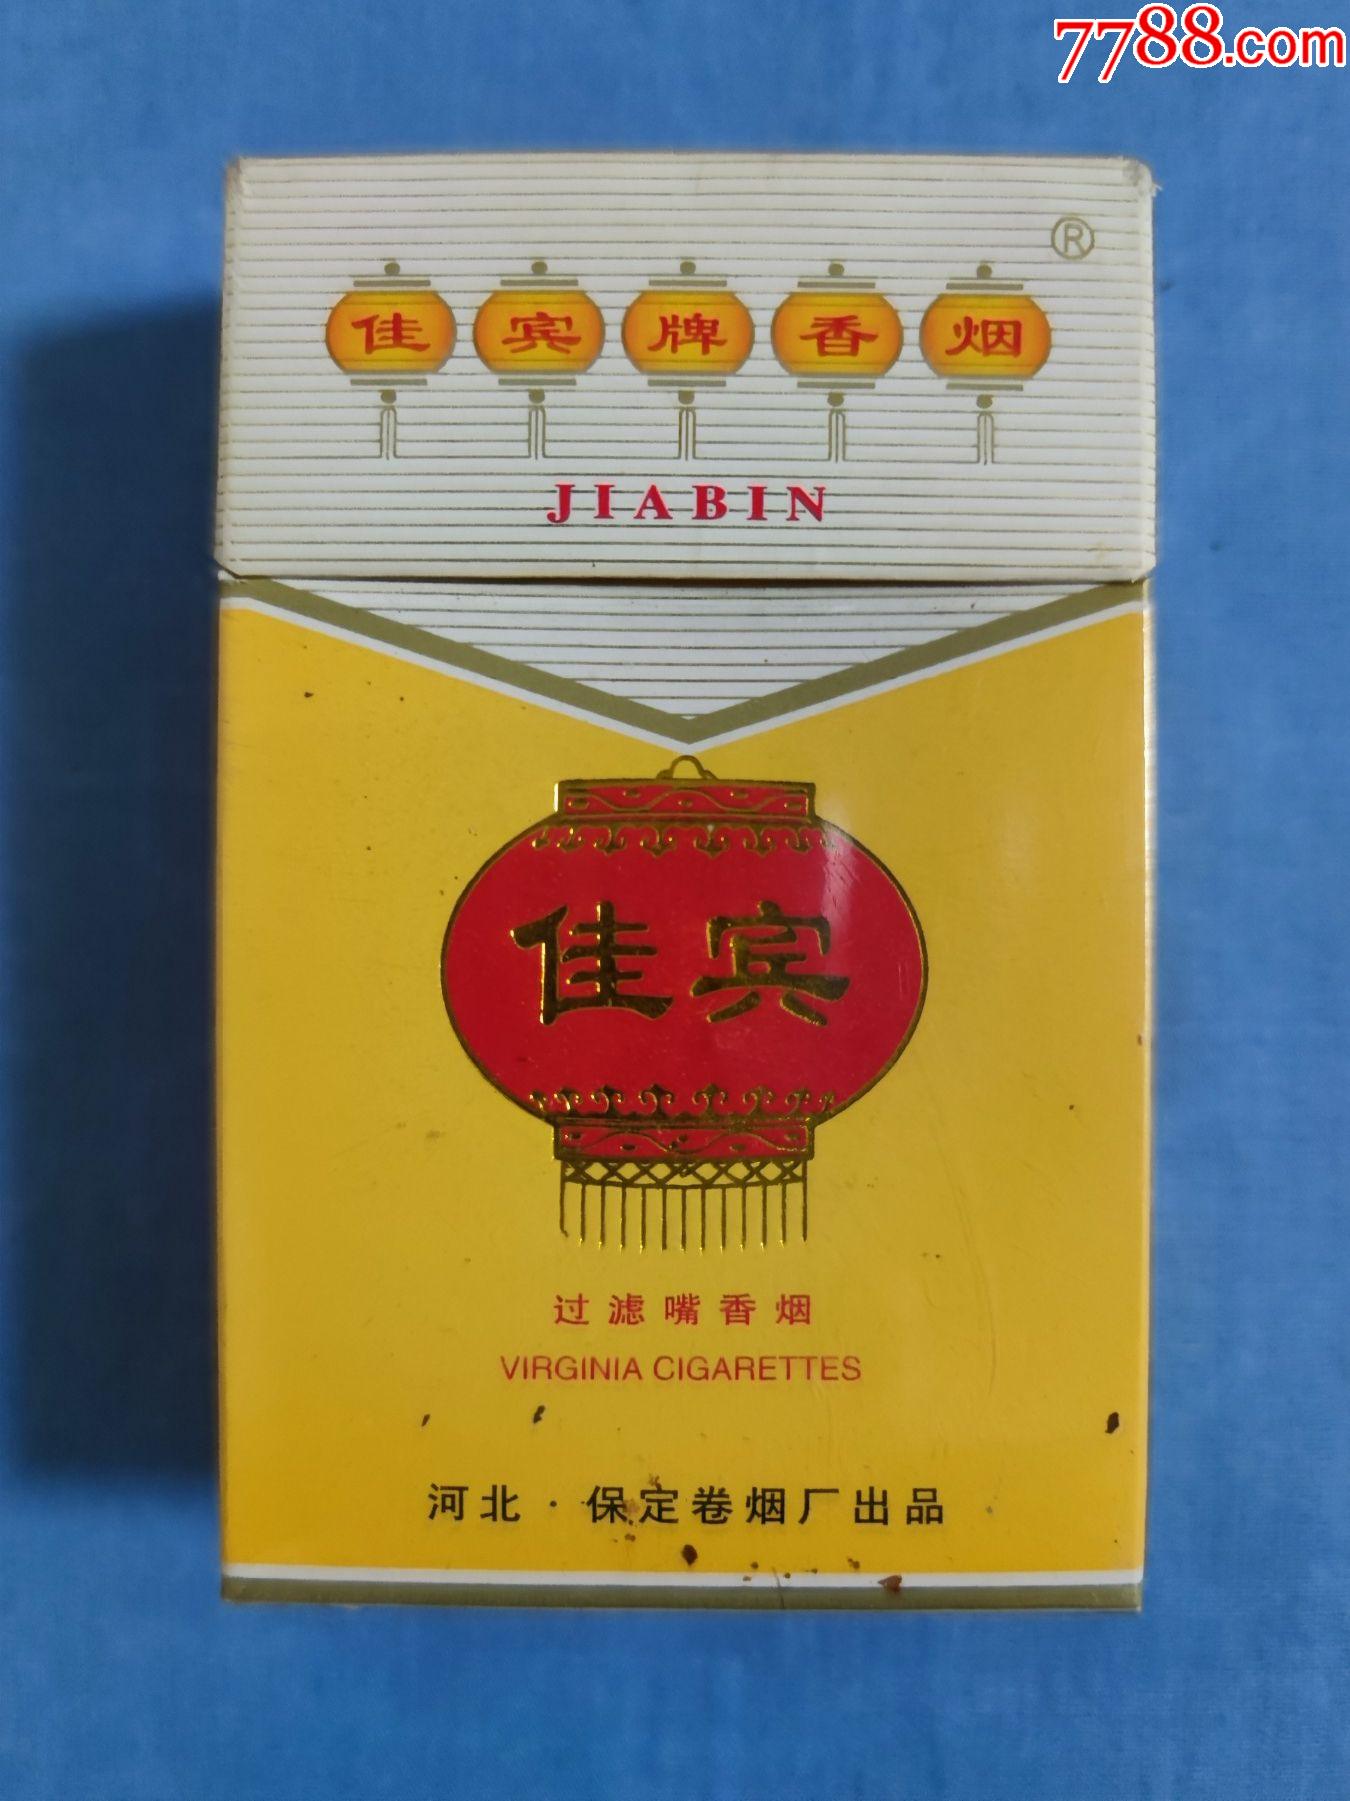 7788.com
®
佳宾牌香烟
JIABIN
佳宾
过滤嘴香烟
VIRGINIA CIGARETTES
河北·保定卷烟厂出品